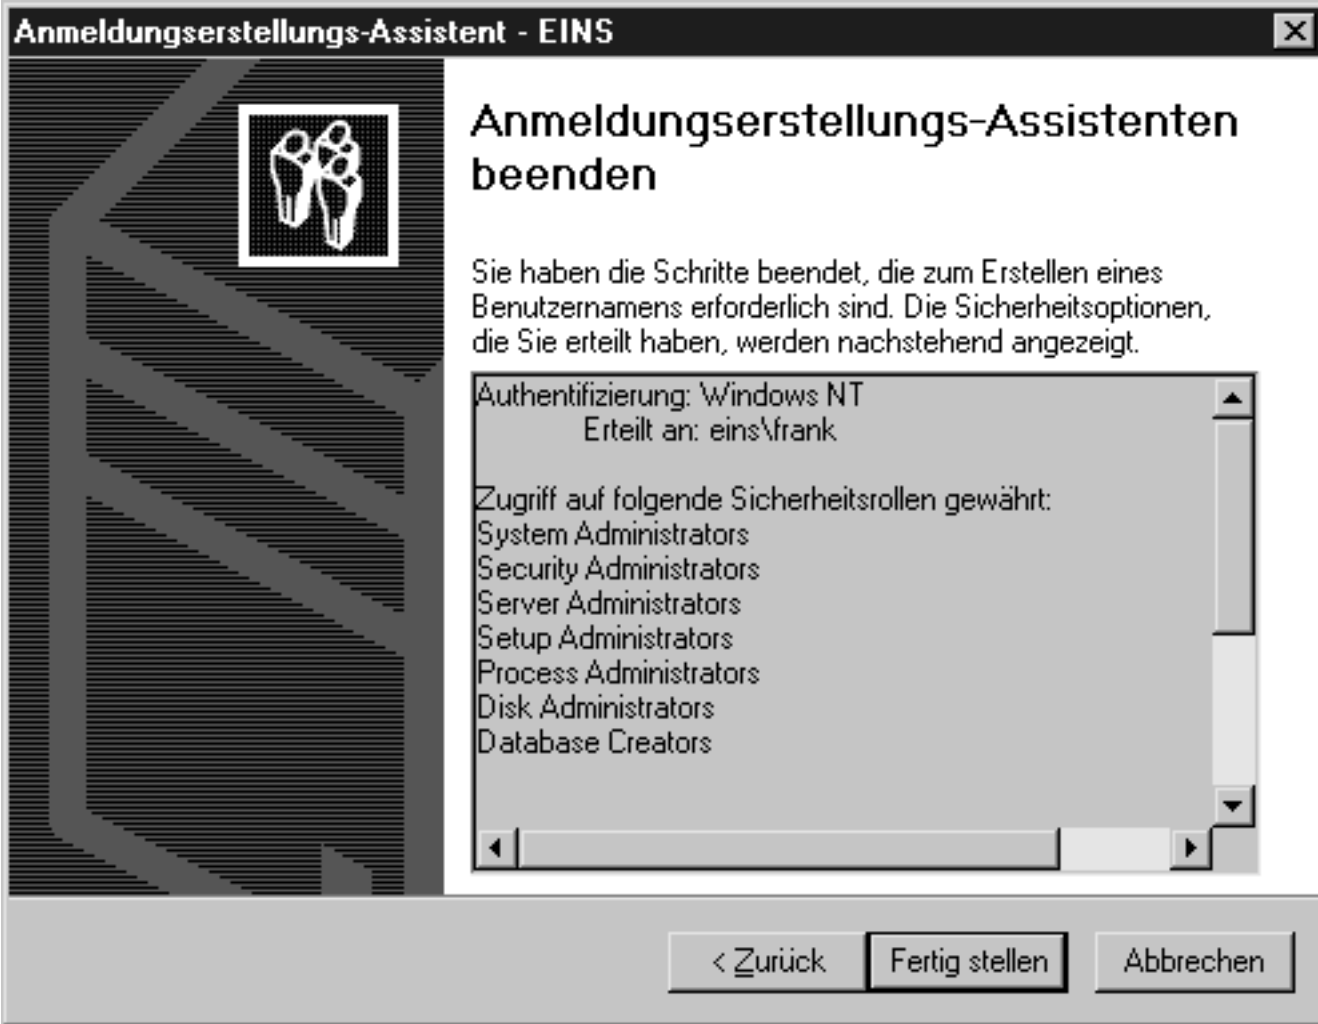 Anmeldungserstellungs-Assistent - EINS
Anmeldungserstellungs-Assistenten
beenden
Sie haben die Schritte beendet, die zum Erstellen eines
Benutzernamens erforderlich sind. Die Sicherheitsoptionen,
die Sie erteilt haben, werden nachstehend angezeigt.
Authentifizierung: Windows NT
Erteilt an: eins\frank
Zugriff auf folgende Sicherheitsrollen gewährt:
System Administrators
Security Administrators
Server Administrators
Setup Administrators
Process Administrators
Disk Administrators
Database Creators
< Zurück Fertig stellen Abbrechen